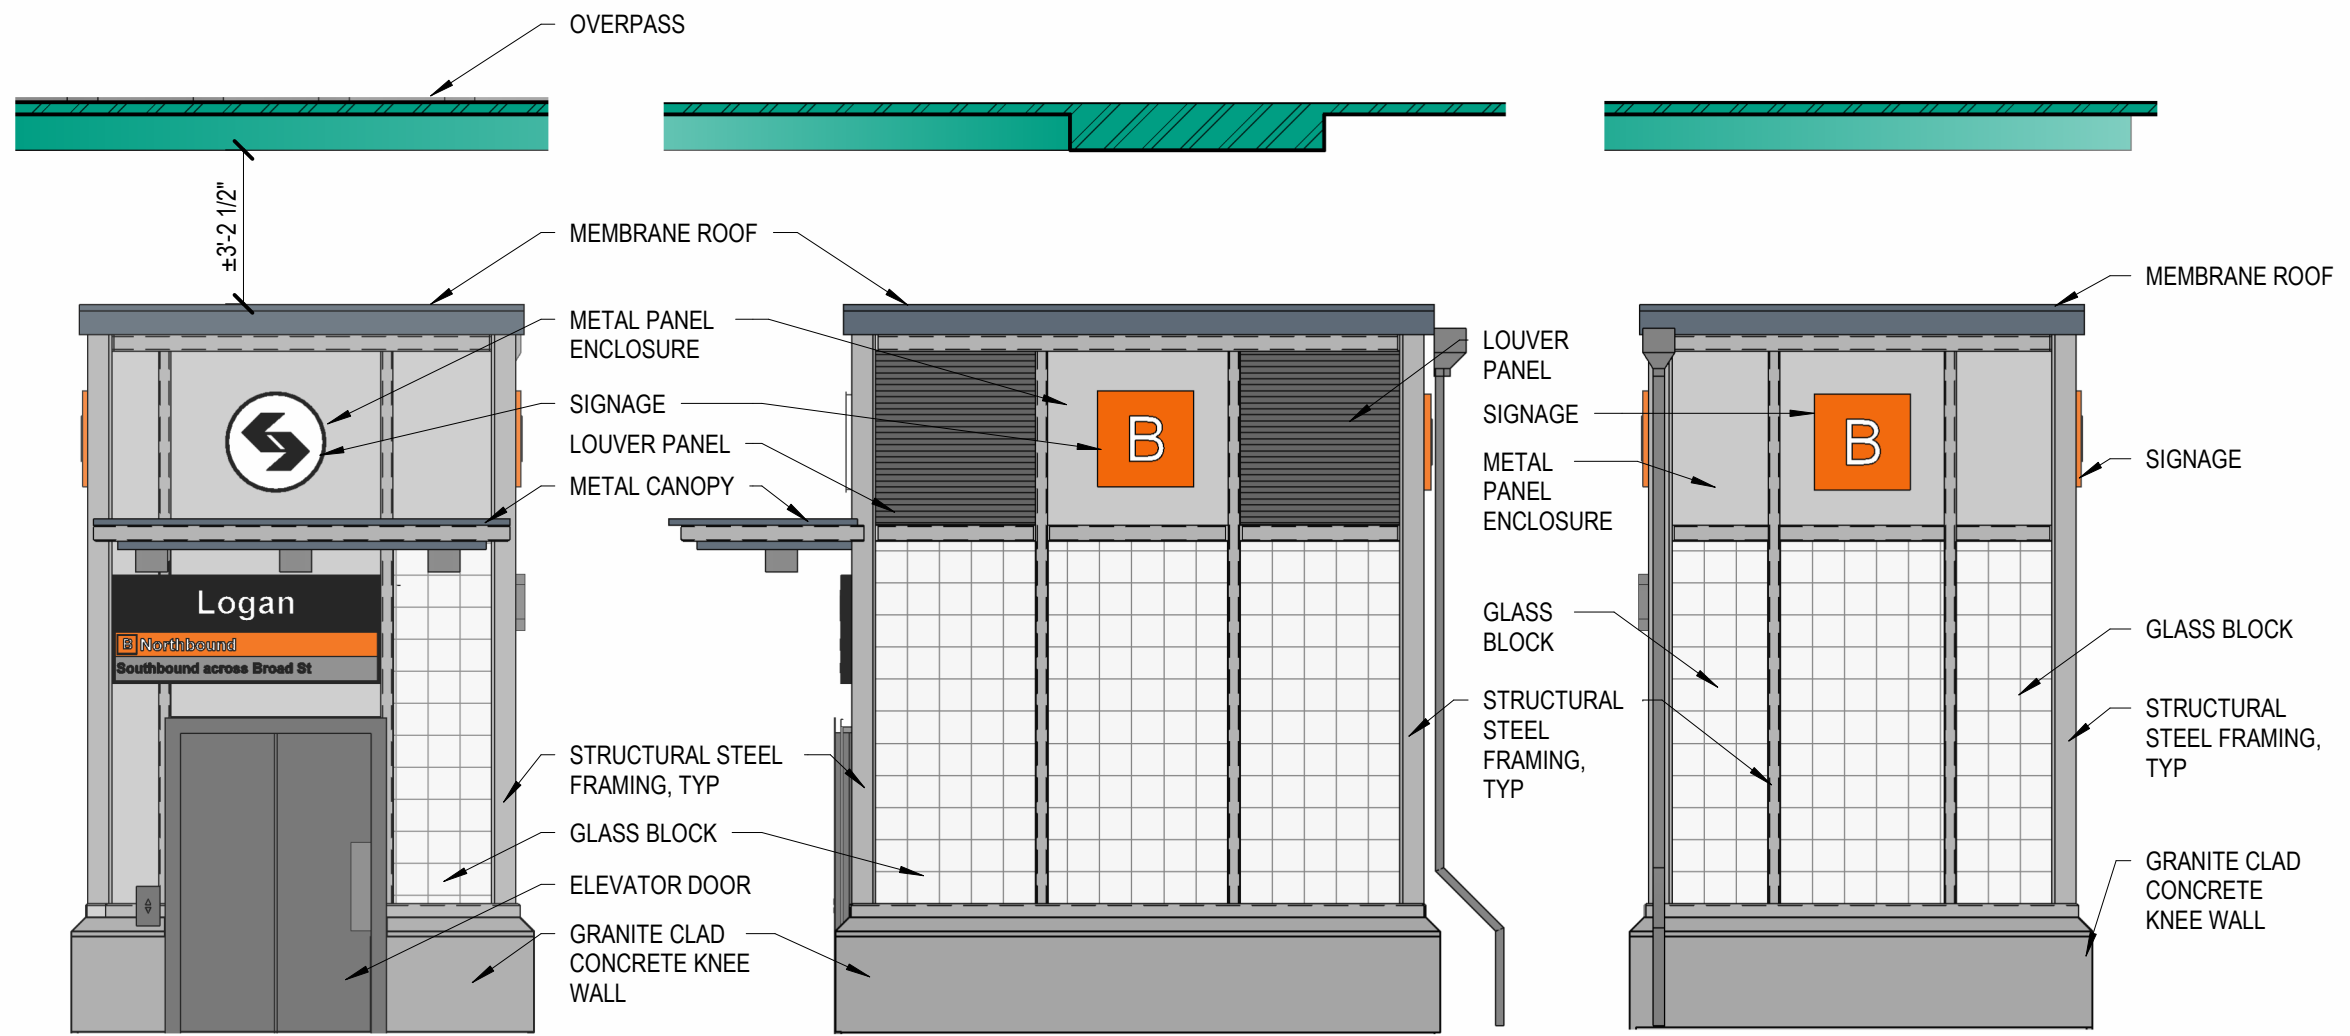 OVERPASS
±3'-2 1/2"
MEMBRANE ROOF
METAL PANEL
ENCLOSURE
SIGNAGE
LOUVER PANEL
METAL CANOPY
Logan
B Northbound
Southbound across Broad St
STRUCTURAL STEEL
FRAMING, TYP
GLASS BLOCK
ELEVATOR DOOR
GRANITE CLAD
CONCRETE KNEE
WALL
B
LOUVER
PANEL
SIGNAGE
METAL
PANEL
ENCLOSURE
GLASS
BLOCK
STRUCTURAL
STEEL
FRAMING,
TYP
B
MEMBRANE ROOF
SIGNAGE
GLASS BLOCK
STRUCTURAL
STEEL FRAMING,
TYP
GRANITE CLAD
CONCRETE
KNEE WALL